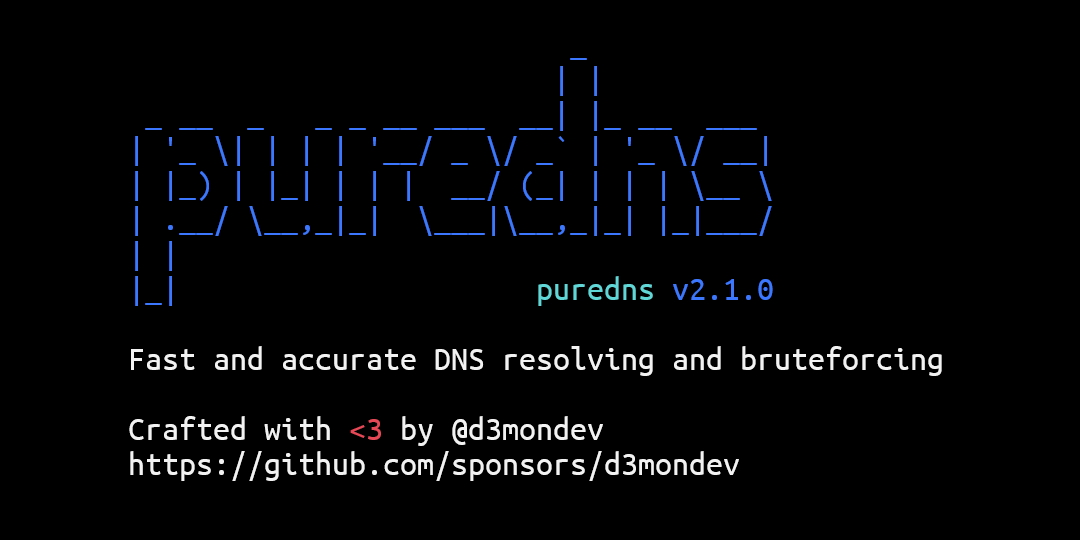 puredns
puredns v2.1.0
Fast and accurate DNS resolving and bruteforcing
Crafted with <3 by @d3mondev
https://github.com/sponsors/d3mondev